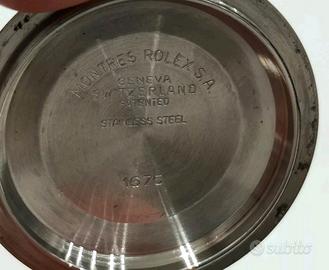 MONTRES ROLEX S.A.
GENEVA
SWITZERLAND
PATENTED
STAINLESS STEEL
1675
subito